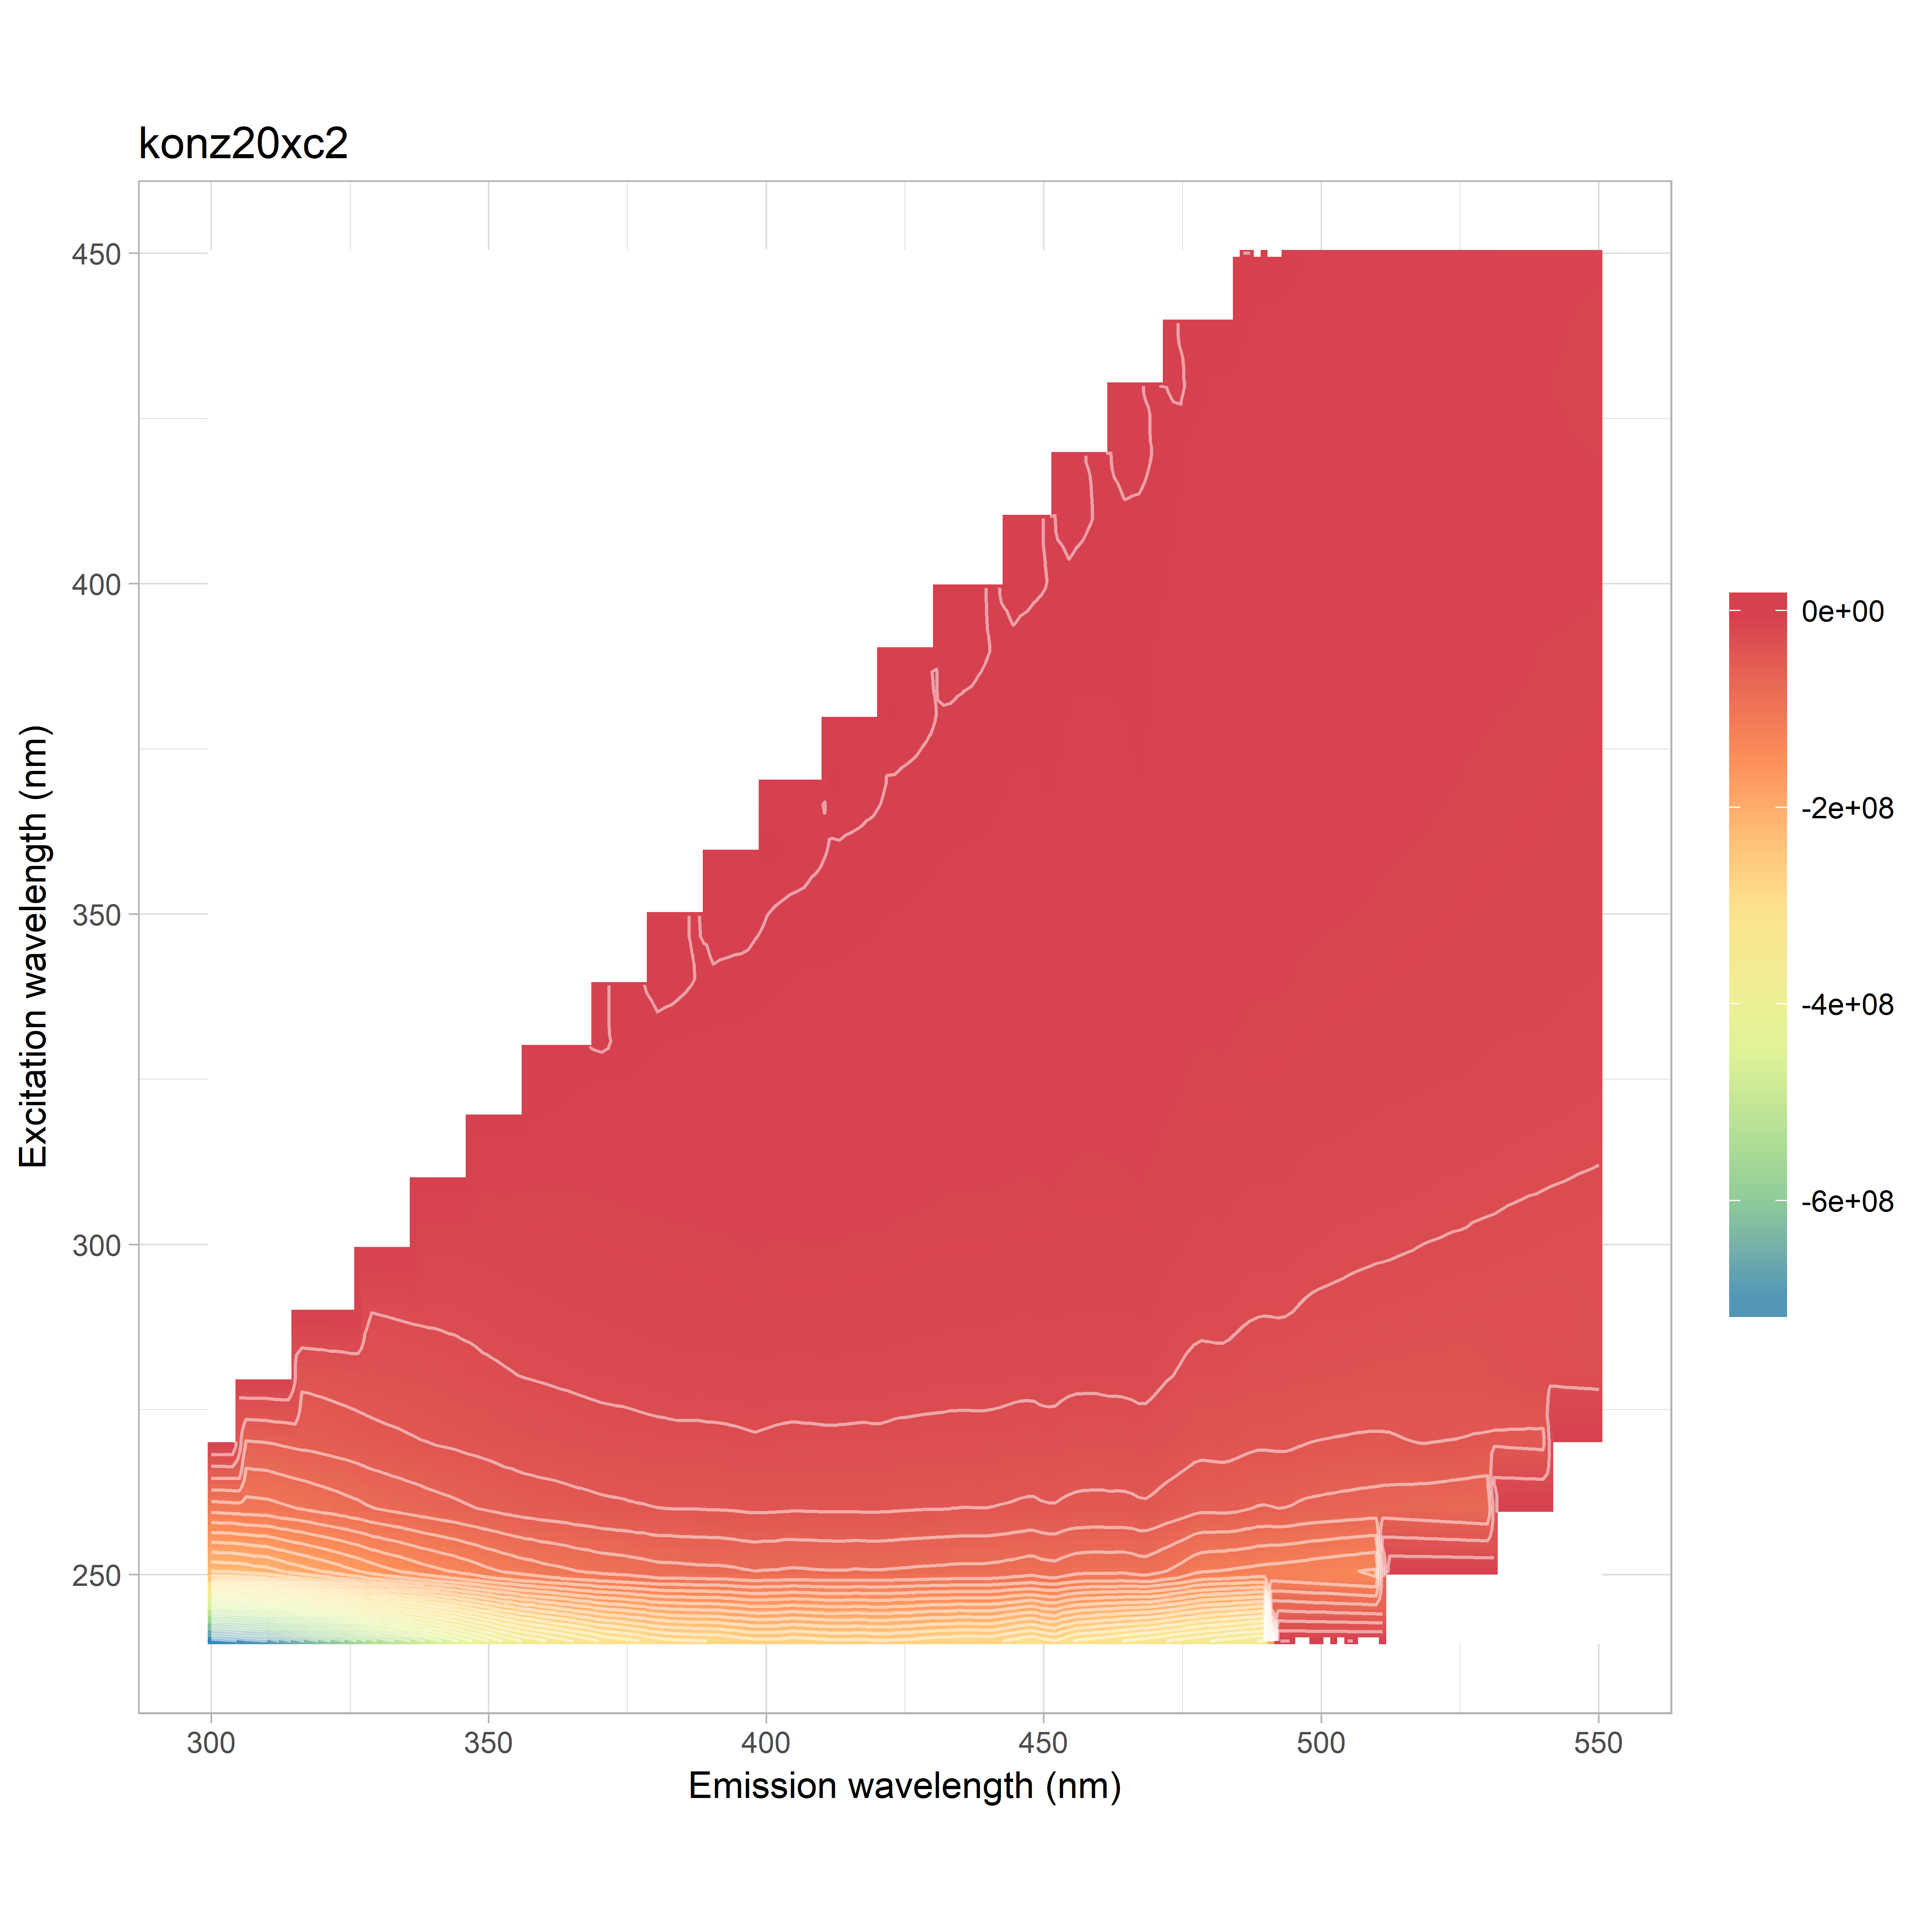 konz20xc2
450
400
350
300
250
Excitation wavelength (nm)
300
350
400
450
500
550
Emission wavelength (nm)
0e+00
-2e+08
-4e+08
-6e+08